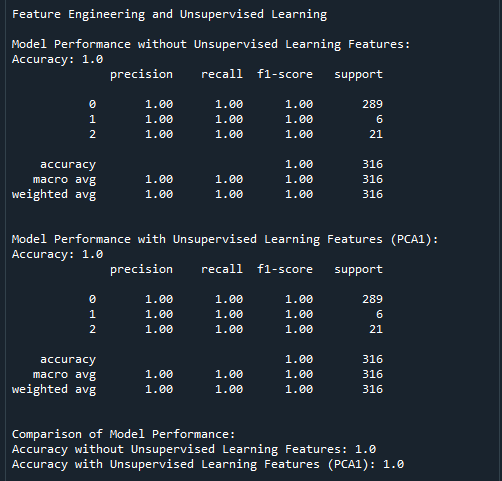 Feature Engineering and Unsupervised Learning
Model Performance without Unsupervised Learning Features:
Accuracy: 1.0
precision recall f1-score support
0 1.00 1.00 1.00 289
1 1.00 1.00 1.00 6
2 1.00 1.00 1.00 21
accuracy 1.00 316
macro avg 1.00 1.00 1.00 316
weighted avg 1.00 1.00 1.00 316
Model Performance with Unsupervised Learning Features (PCA1):
Accuracy: 1.0
precision recall f1-score support
0 1.00 1.00 1.00 289
1 1.00 1.00 1.00 6
2 1.00 1.00 1.00 21
accuracy 1.00 316
macro avg 1.00 1.00 1.00 316
weighted avg 1.00 1.00 1.00 316
Comparison of Model Performance:
Accuracy without Unsupervised Learning Features: 1.0
Accuracy with Unsupervised Learning Features (PCA1): 1.0